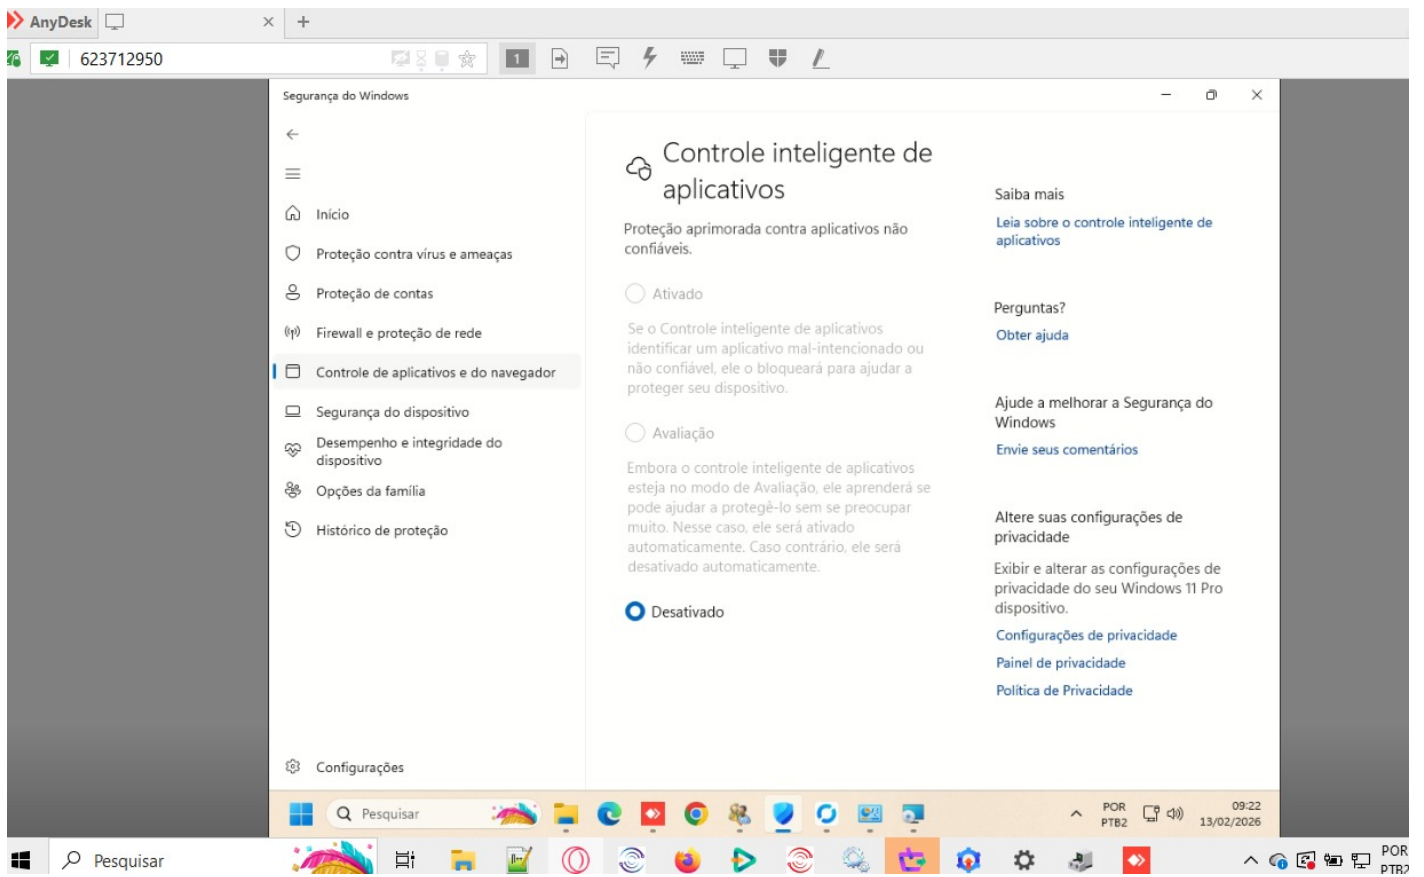 AnyDesk
623712950
1
Segurança do Windows
Início
Proteção contra vírus e ameaças
Proteção de contas
Firewall e proteção de rede
Controle de aplicativos e do navegador
Segurança do dispositivo
Desempenho e integridade do
dispositivo
Opções da família
Histórico de proteção
Configurações
Controle inteligente de
aplicativos
Proteção aprimorada contra aplicativos não
confiáveis.
Ativado
Se o Controle inteligente de aplicativos
identificar um aplicativo mal-intencionado ou
não confiável, ele o bloqueará para ajudar a
proteger seu dispositivo.
Avaliação
Embora o controle inteligente de aplicativos
esteja no modo de Avaliação, ele aprenderá se
pode ajudar a protegê-lo sem se preocupar
muito. Nesse caso, ele será ativado
automaticamente. Caso contrário, ele será
desativado automaticamente.
Desativado
Saiba mais
Leia sobre o controle inteligente de
aplicativos
Perguntas?
Obter ajuda
Ajude a melhorar a Segurança do
Windows
Envie seus comentários
Altere suas configurações de
privacidade
Exibir e alterar as configurações de
privacidade do seu Windows 11 Pro
dispositivo.
Configurações de privacidade
Painel de privacidade
Política de Privacidade
Pesquisar
POR
PTB2
09:22
13/02/2026
Pesquisar
POR
PTB2